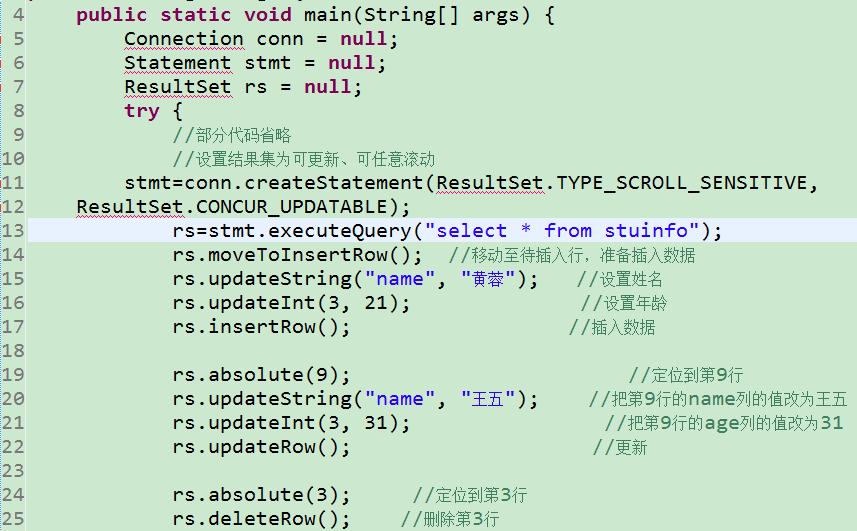 4 public static void main(String[] args) {
5 Connection conn = null;
6 Statement stmt = null;
7 ResultSet rs = null;
8 try {
9 //部分代码省略
10 //设置结果集为可更新、可任意滚动
11 stmt=conn.createStatement(ResultSet.TYPE_SCROLL_SENSITIVE,
12 ResultSet.CONCUR_UPDATABLE);
13 rs=stmt.executeQuery("select * from stuinfo");
14 rs.moveToInsertRow(); //移动至待插入行，准备插入数据
15 rs.updateString("name", "黄蓉"); //设置姓名
16 rs.updateInt(3, 21); //设置年龄
17 rs.insertRow(); //插入数据
18
19 rs.absolute(9); //定位到第9行
20 rs.updateString("name", "王五"); //把第9行的name列的值改为王五
21 rs.updateInt(3, 31); //把第9行的age列的值改为31
22 rs.updateRow(); //更新
23
24 rs.absolute(3); //定位到第3行
25 rs.deleteRow(); //删除第3行